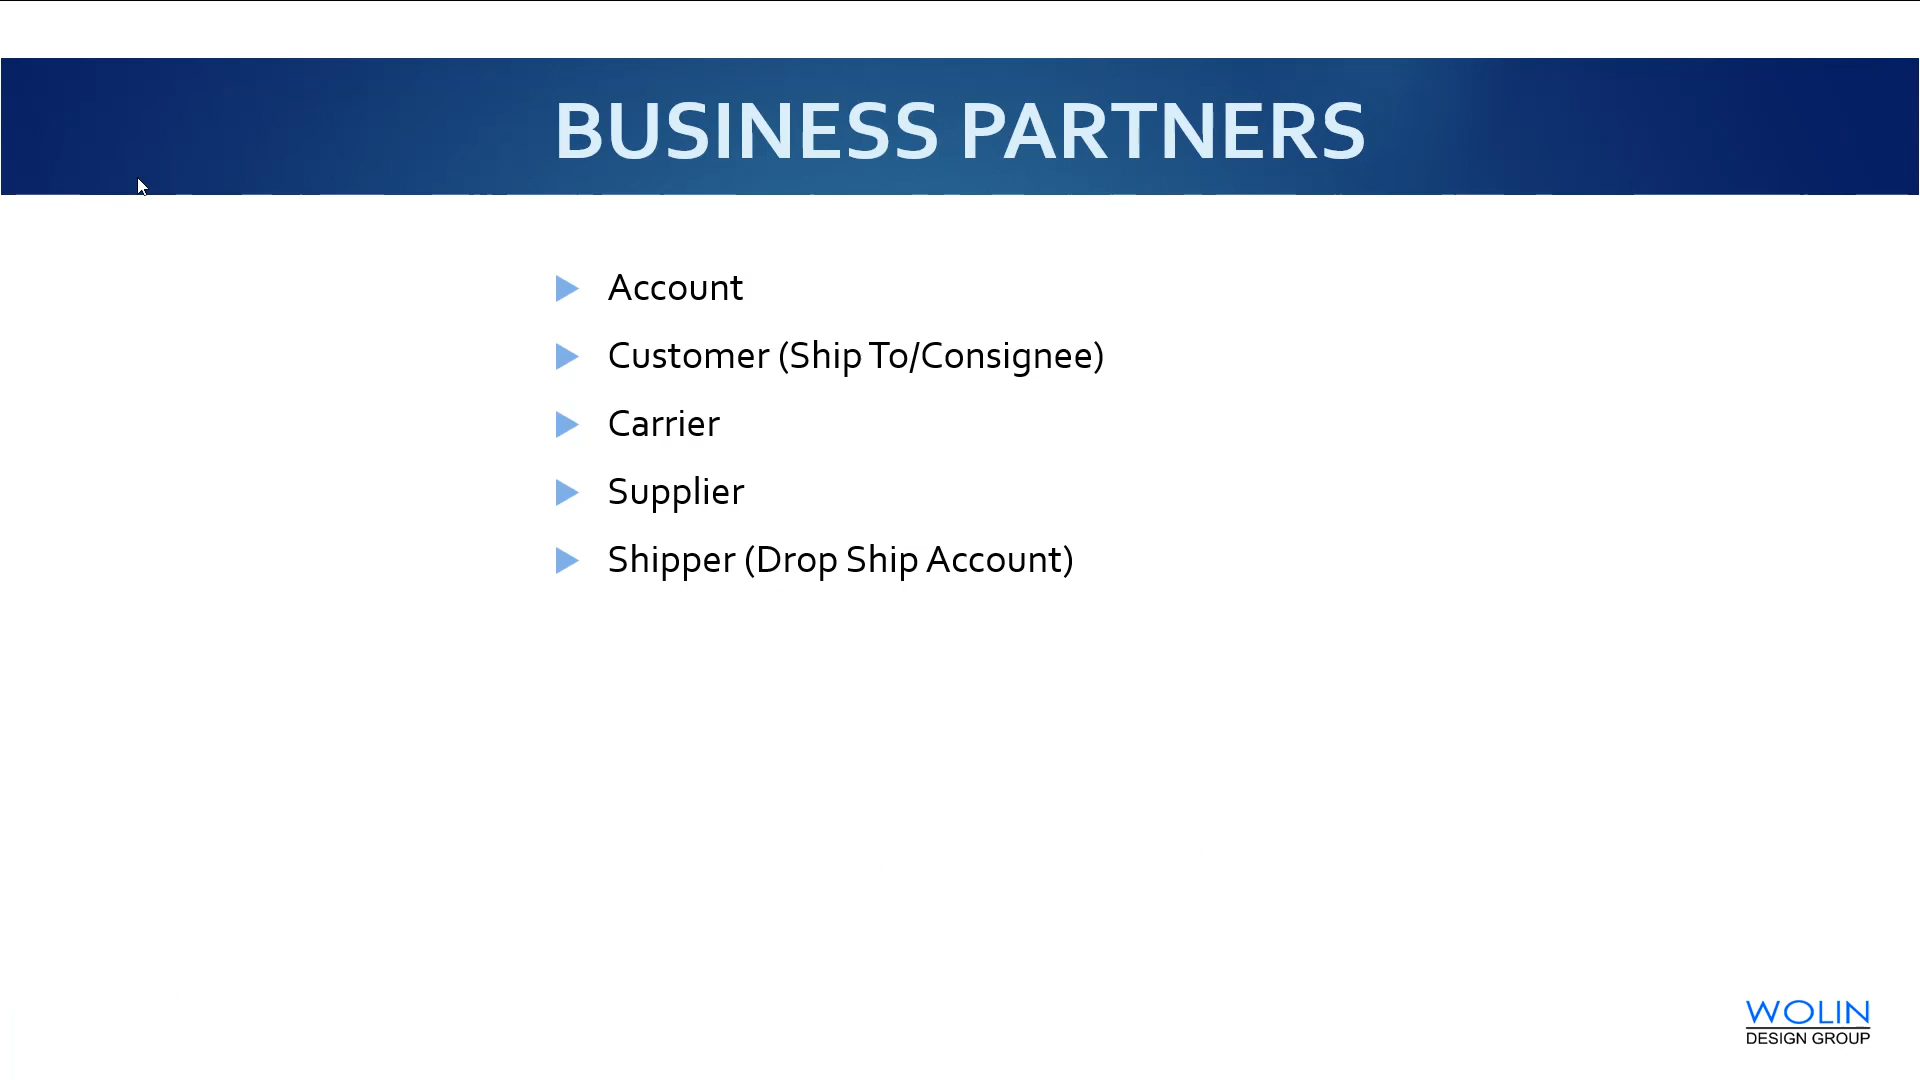 BUSINESS PARTNERS
Account
Customer (Ship To/Consignee)
Carrier
Supplier
Shipper (Drop Ship Account)
WOLIN
DESIGN GROUP